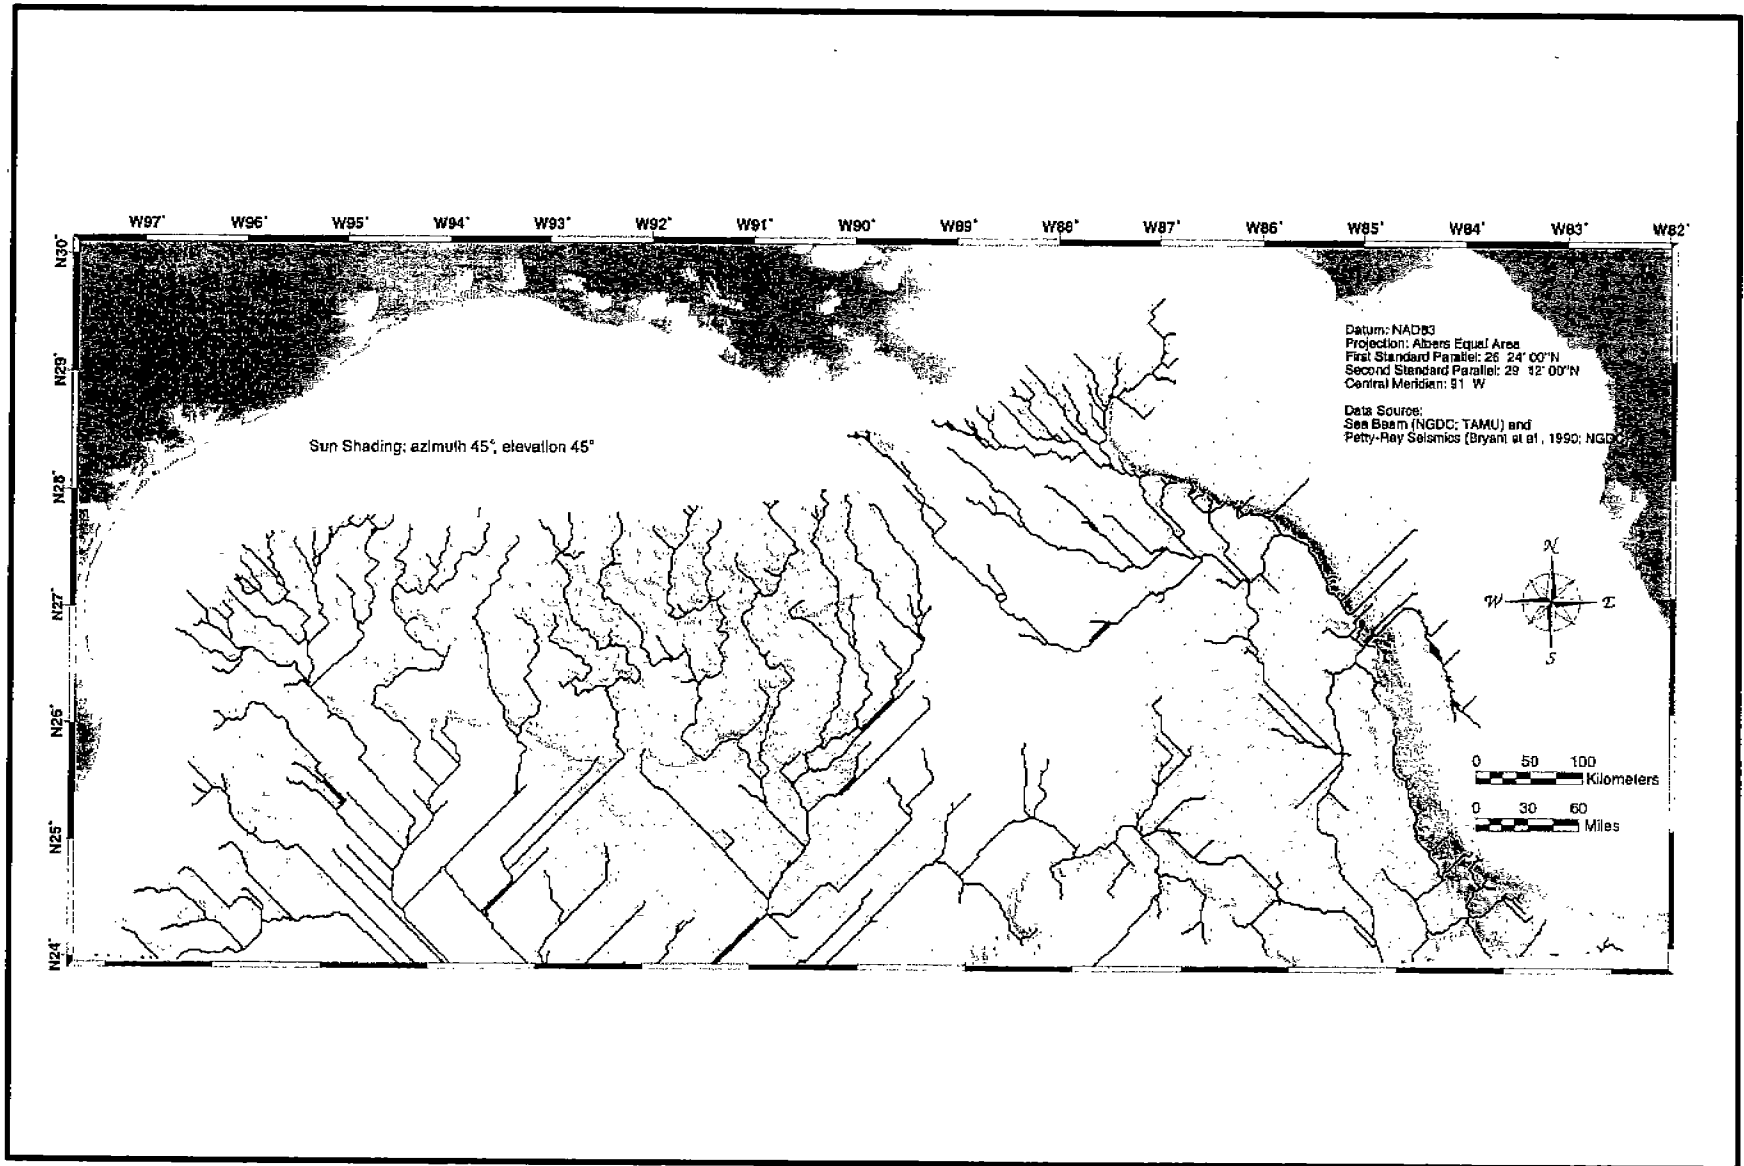 W97° W96° W95° W94° W93° W92° W91° W90° W89° W88° W87° W86° W85° W84° W83° W82°
N30°
N29°
N28°
N27°
N26°
N25°
N24°
Datum: NAD83
Projection: Albers Equal Area
First Standard Parallel: 26 24' 00"N
Second Standard Parallel: 29 12' 00"N
Central Meridian: 91 W
Data Source:
Sea Beam (NGDC; TAMU) and
Petty-Ray Seismics (Bryant et al, 1990; NGDC)
Sun Shading: azimuth 45°, elevation 45°
N
W E
S
0 50 100
Kilometers
0 30 60
Miles